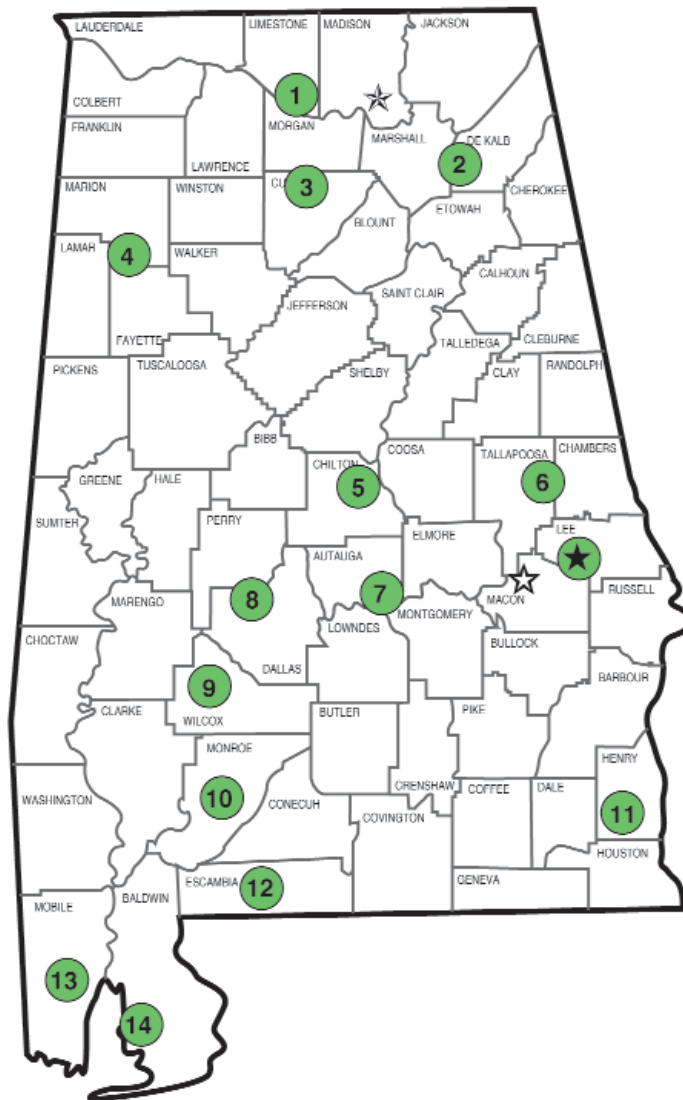 LAUDERDALE
LIMESTONE
MADISON
JACKSON
COLBERT
1
MORGAN
MARSHALL
DE KALB
2
FRANKLIN
LAWRENCE
MARION
WINSTON
CU
3
CHEROKEE
ETOWAH
BLOUNT
LAMAR
4
WALKER
CALHOUN
SAINT CLAIR
JEFFERSON
FAYETTE
TALLEDEGA
CLEBURNE
PICKENS
TUSCALOOSA
SHELBY
CLAY
RANDOLPH
BIBB
COOSA
TALLAPOOSA
CHAMBERS
CHILTON
GREENE
HALE
5
6
SUMTER
PERRY
ELMORE
LEE
AUTAUGA
MARENGO
8
7
MACON
RUSSELL
MONTGOMERY
CHOCTAW
LOWNDES
BULLOCK
DALLAS
BARBOUR
9
CLARKE
WILCOX
BUTLER
PIKE
MONROE
HENRY
WASHINGTON
10
CONECUH
CRENSHAW
COFFEE
DALE
COVINGTON
11
HOUSTON
ESCAMBIA
12
GENEVA
MOBILE
BALDWIN
13
14